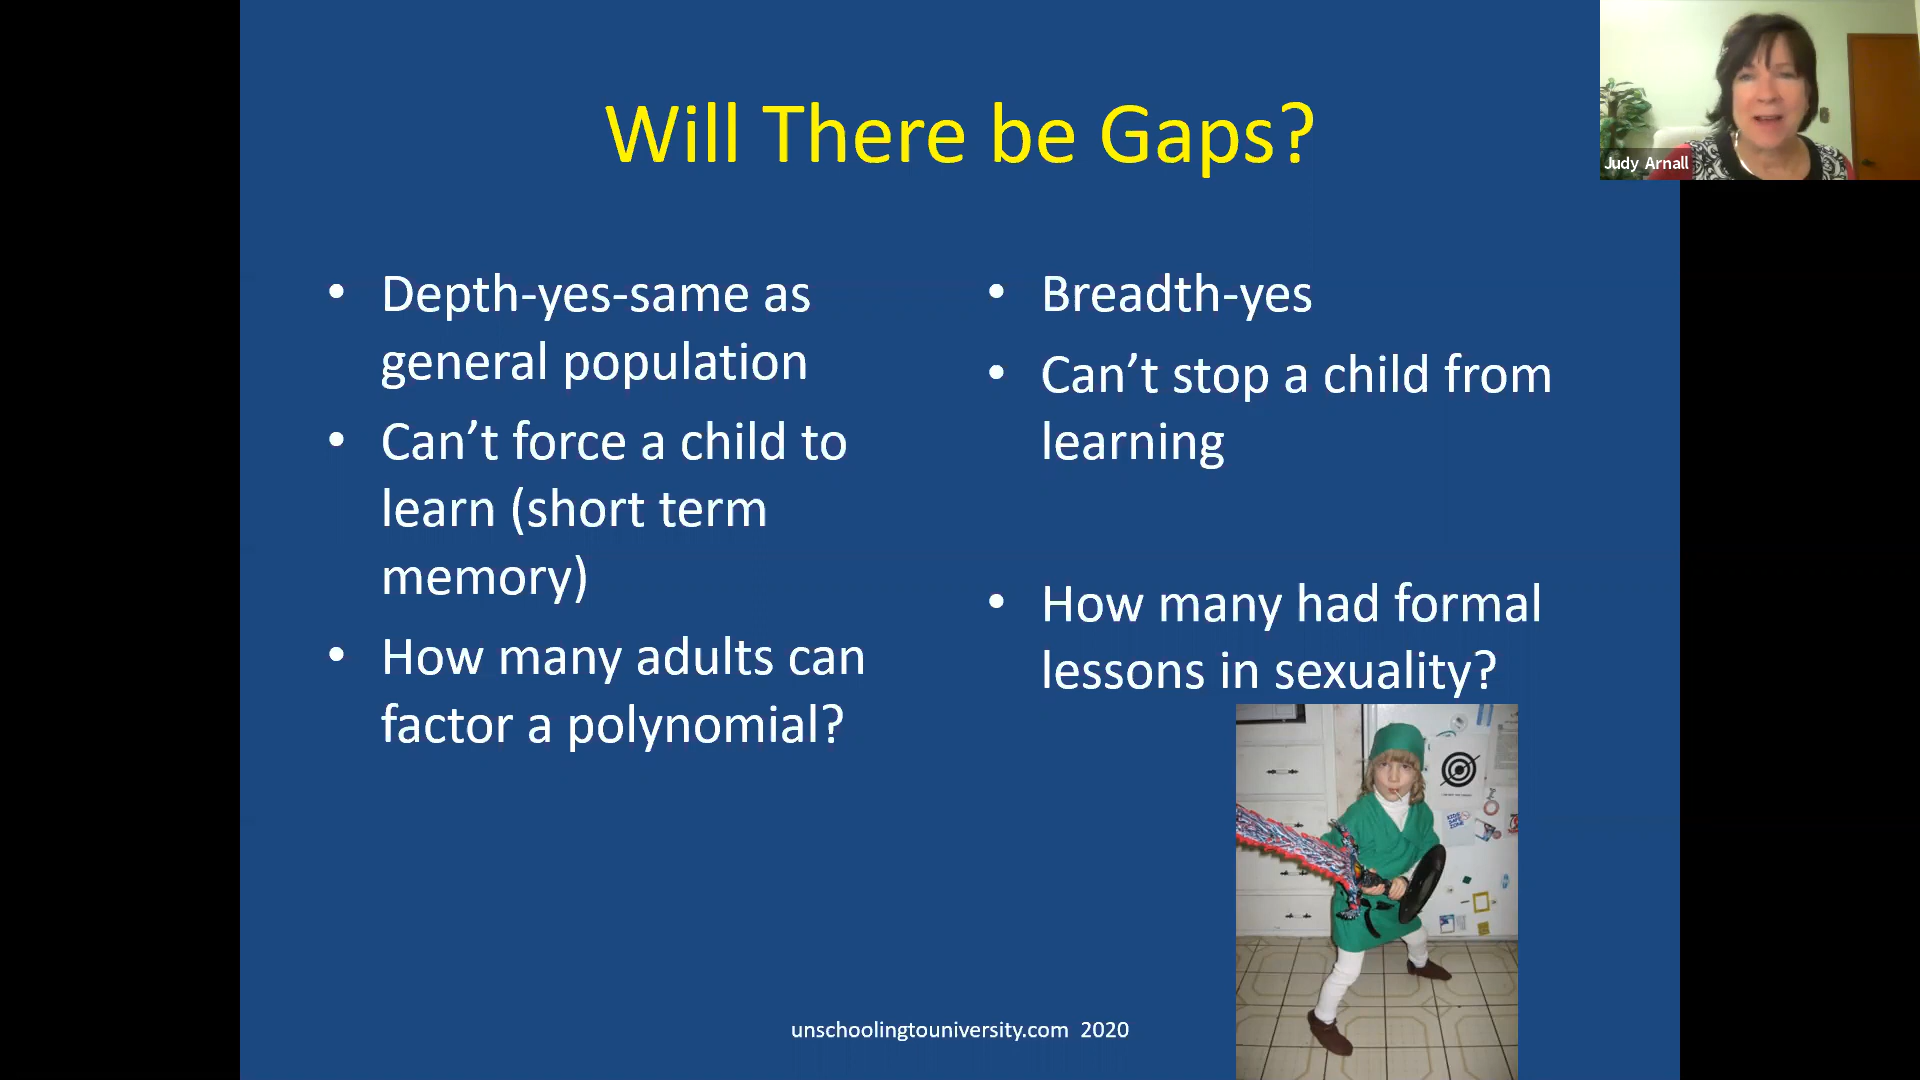 Will There be Gaps?
Judy Arnall
• Depth-yes-same as
general population
• Can’t force a child to
learn (short term
memory)
• How many adults can
factor a polynomial?
• Breadth-yes
• Can’t stop a child from
learning
• How many had formal
lessons in sexuality?
unschoolingtouniversity.com 2020